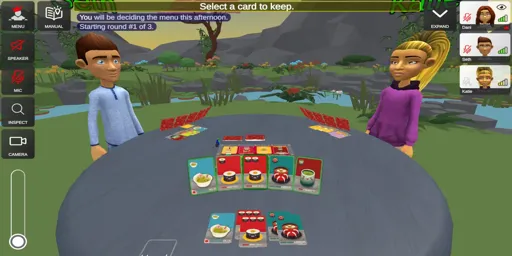 Select a card to keep.
You will be deciding the menu this afternoon.
Starting round #1 of 3.
MENU
MANUAL
SPEAKER
MIC
INSPECT
CAMERA
EXPAND
Dani
Seth
Katie